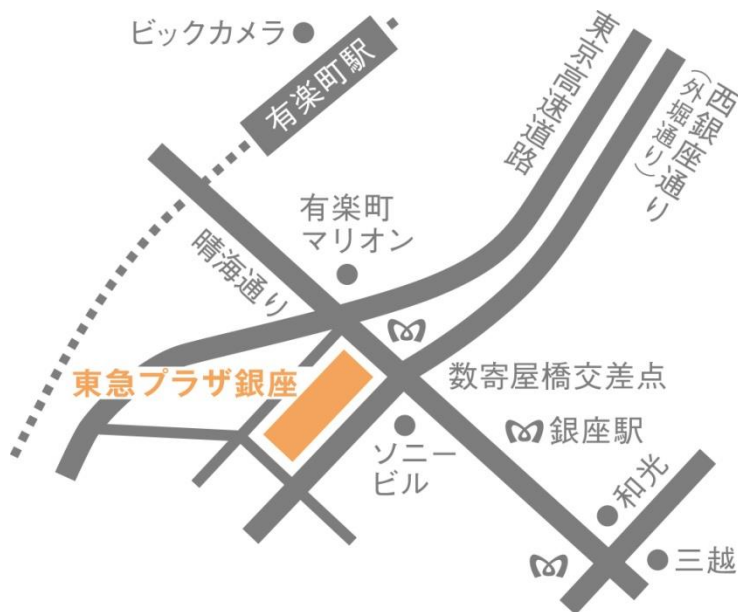 ビックカメラ
有楽町駅
東京高速道路
西銀座通り
(外堀通り)
有楽町
マリオン
晴海通り
東急プラザ銀座
数寄屋橋交差点
銀座駅
ソニー
ビル
和光
三越